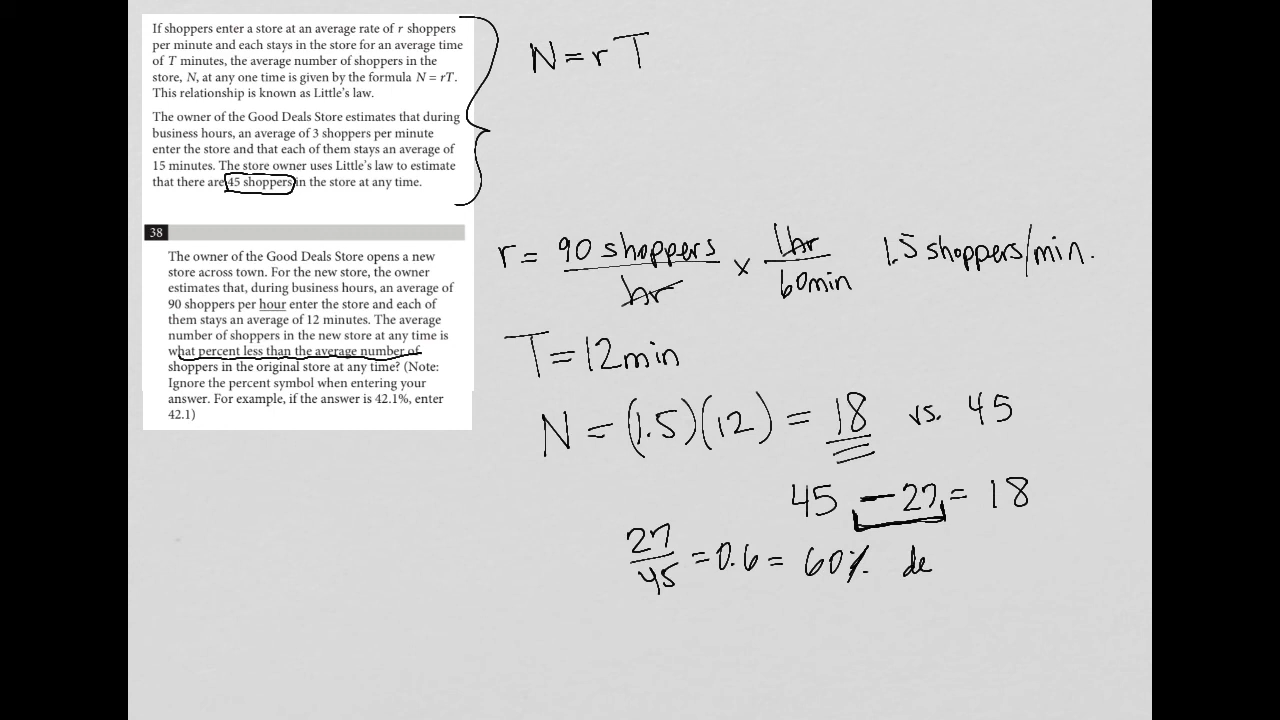 If shoppers enter a store at an average rate of r shoppers
per minute and each stays in the store for an average time
of T minutes, the average number of shoppers in the
store, N, at any one time is given by the formula N = rT.
This relationship is known as Little's law.
The owner of the Good Deals Store estimates that during
business hours, an average of 3 shoppers per minute
enter the store and that each of them stays an average of
15 minutes. The store owner uses Little's law to estimate
that there are 45 shoppers in the store at any time.
38
The owner of the Good Deals Store opens a new
store across town. For the new store, the owner
estimates that, during business hours, an average of
90 shoppers per hour enter the store and each of
them stays an average of 12 minutes. The average
number of shoppers in the new store at any time is
what percent less than the average number of
shoppers in the original store at any time? (Note:
Ignore the percent symbol when entering your
answer. For example, if the answer is 42.1%, enter
42.1)
N = r T
r = 90 shoppers/hr × 1hr/60min 1.5 shoppers/min.
T = 12min
N = (1.5)(12) = 18 vs. 45
45 - 27 = 18
27/45 = 0.6 = 60% de